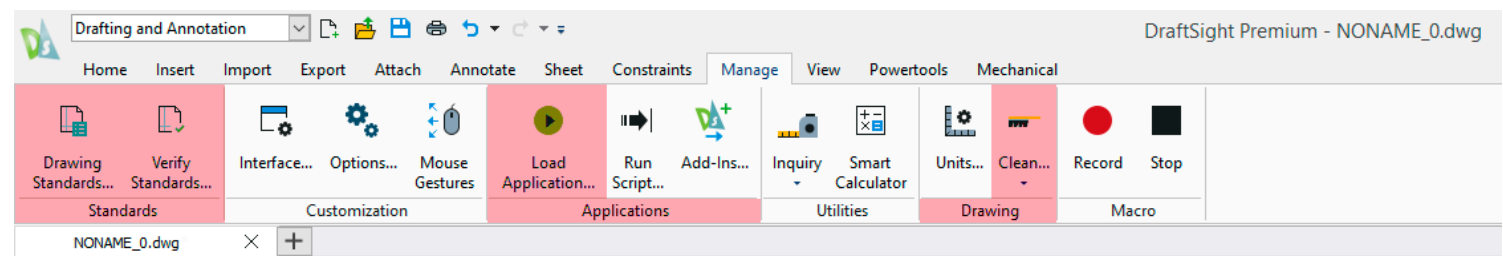 Drafting and Annotation
DraftSight Premium - NONAME_0.dwg
Home Insert Import Export Attach Annotate Sheet Constraints Manage View Powertools Mechanical
Drawing Standards...
Verify Standards...
Interface...
Options...
Mouse Gestures
Load Application...
Run Script...
Add-Ins...
Inquiry
Smart Calculator
Units...
Clean...
Record
Stop
Standards Customization Applications Utilities Drawing Macro
NONAME_0.dwg